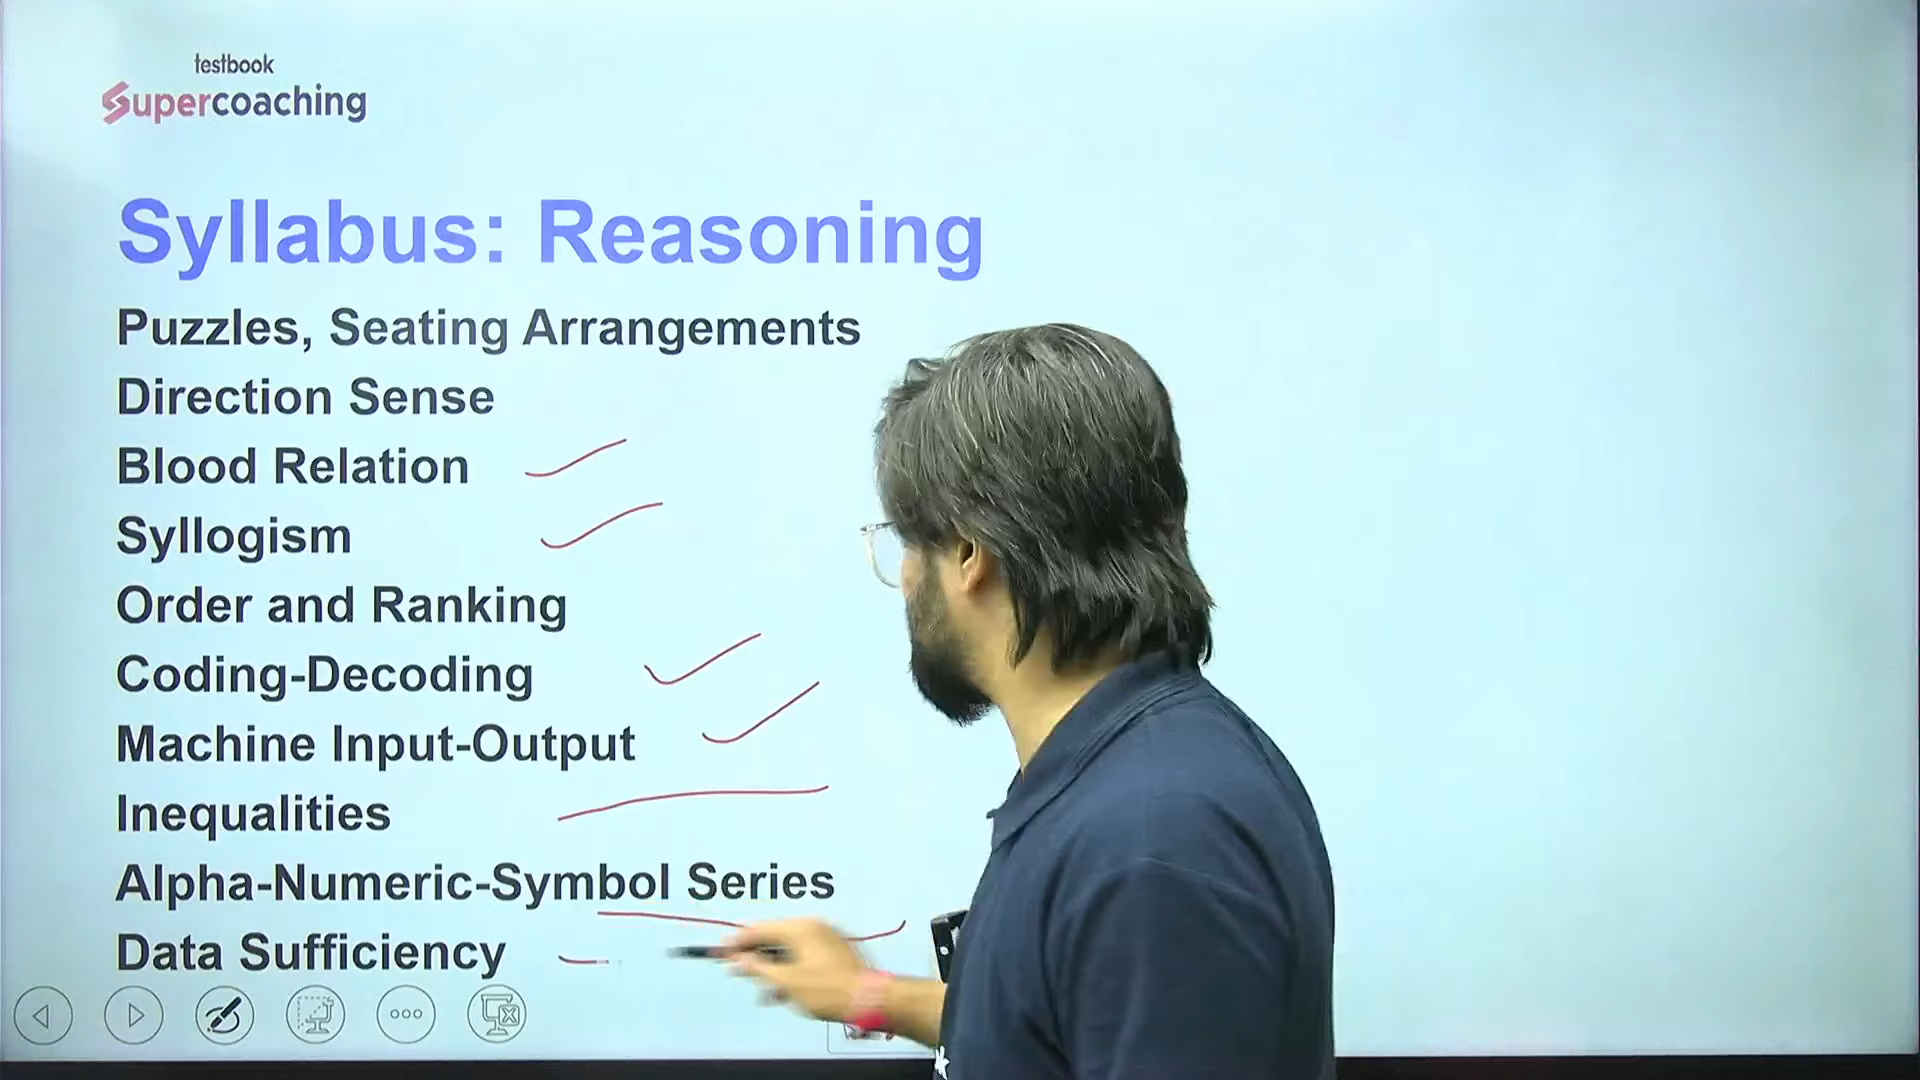 testbook
Supercoaching
Syllabus: Reasoning
Puzzles, Seating Arrangements
Direction Sense
Blood Relation
Syllogism
Order and Ranking
Coding-Decoding
Machine Input-Output
Inequalities
Alpha-Numeric-Symbol Series
Data Sufficiency